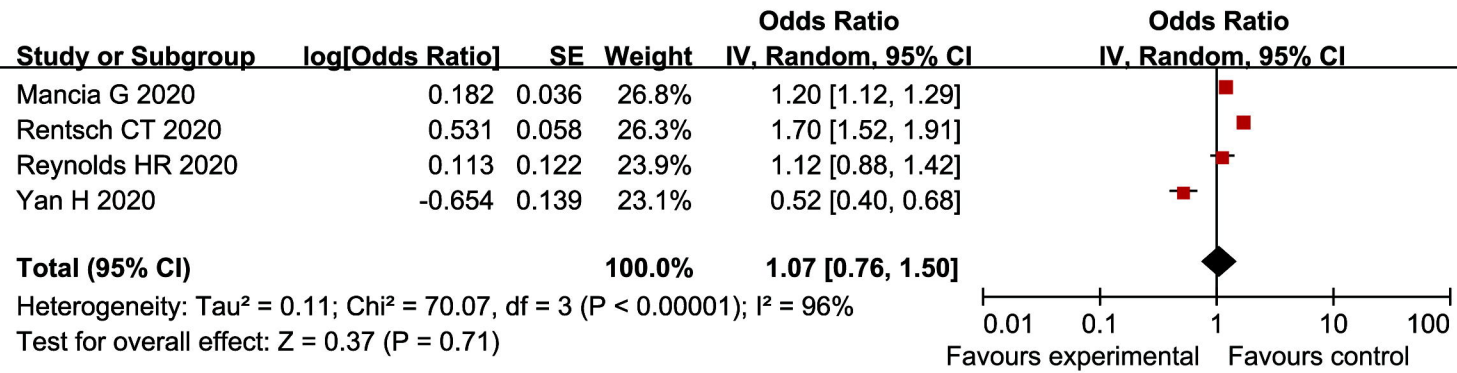 Odds Ratio Odds Ratio
Study or Subgroup log[Odds Ratio] SE Weight IV, Random, 95% CI IV, Random, 95% CI
Mancia G 2020 0.182 0.036 26.8% 1.20 [1.12, 1.29]
Rentsch CT 2020 0.531 0.058 26.3% 1.70 [1.52, 1.91]
Reynolds HR 2020 0.113 0.122 23.9% 1.12 [0.88, 1.42]
Yan H 2020 -0.654 0.139 23.1% 0.52 [0.40, 0.68]
Total (95% CI) 100.0% 1.07 [0.76, 1.50]
Heterogeneity: Tau² = 0.11; Chi² = 70.07, df = 3 (P < 0.00001); I² = 96%
Test for overall effect: Z = 0.37 (P = 0.71)
0.01 0.1 1 10 100
Favours experimental Favours control